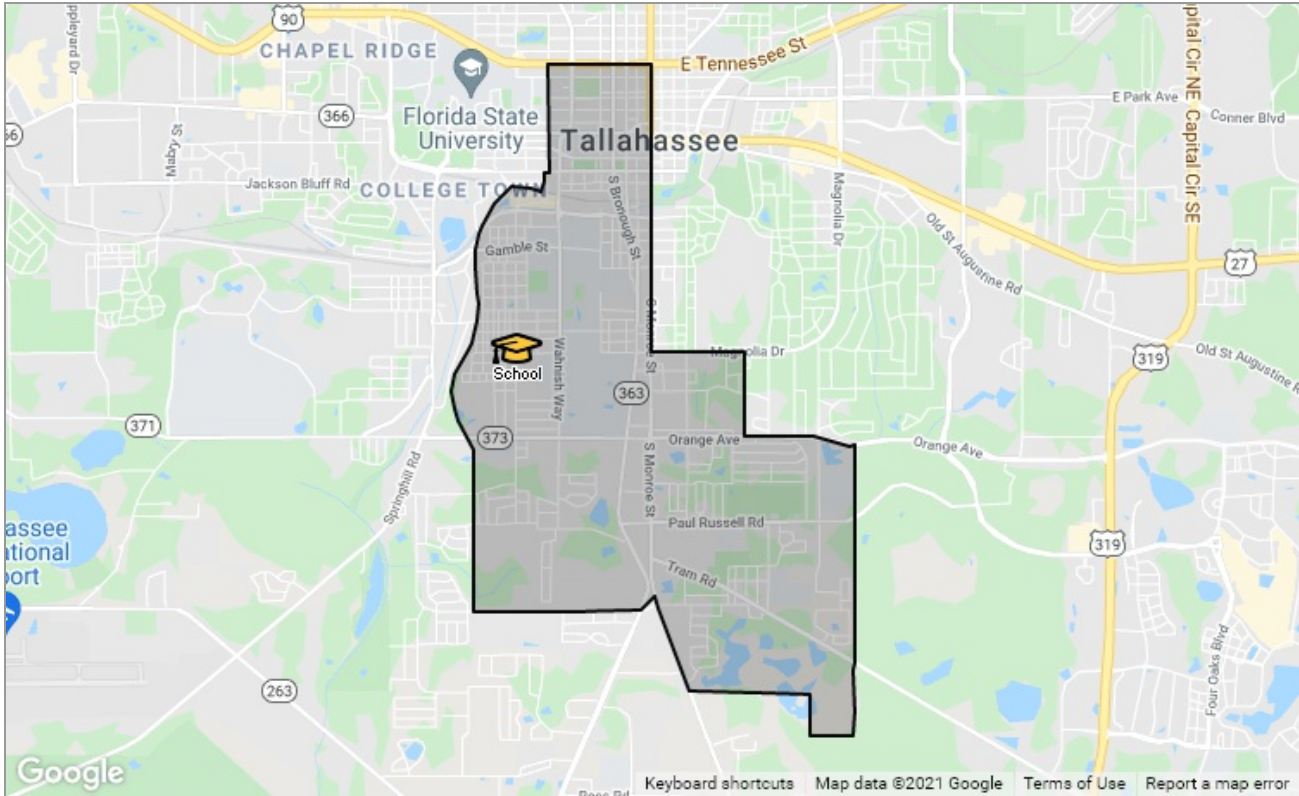 ppleyard Dr
90
CHAPEL RIDGE
E Tennessee St
pital Cir NE
Capital Cir SE
Florida State
University
366
66
Mabry St
E Park Ave
Conner Blvd
Tallahassee
Jackson Bluff Rd
COLLEGE TOWN
S Bronough St
Magnolia Dr
Old St Augustine Rd
Gamble St
27
S Monroe St
Magnolia Dr
319
Old St Augustine R
School
Wahnish Way
363
371
373
Orange Ave
Orange Ave
Springhill Rd
S Monroe St
Paul Russell Rd
assee
ational
port
319
Tram Rd
263
Four Oaks Blvd
Google
Keyboard shortcuts
Map data ©2021 Google
Terms of Use
Report a map error